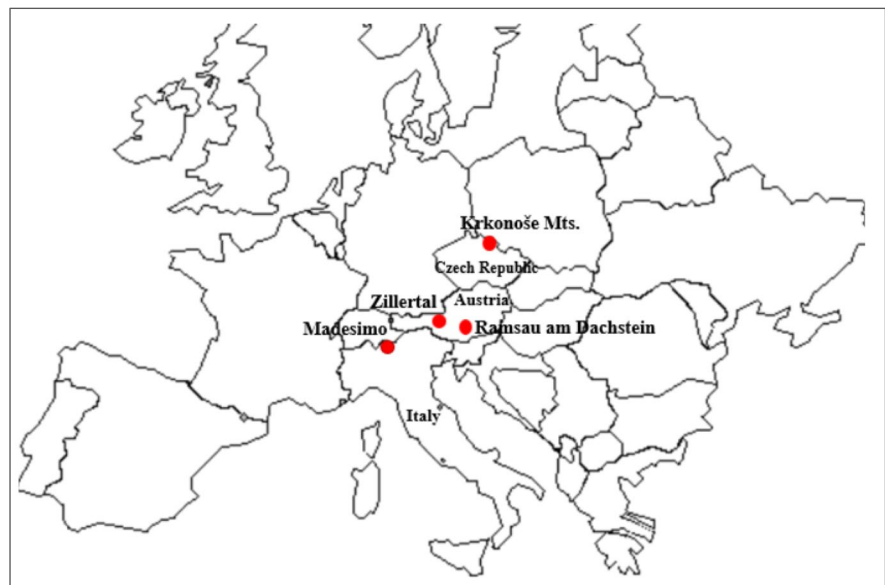 Krkonoše Mts.
Czech Republic
Zillertal
Austria
Madesimo
Ramsau am Dachstein
Italy